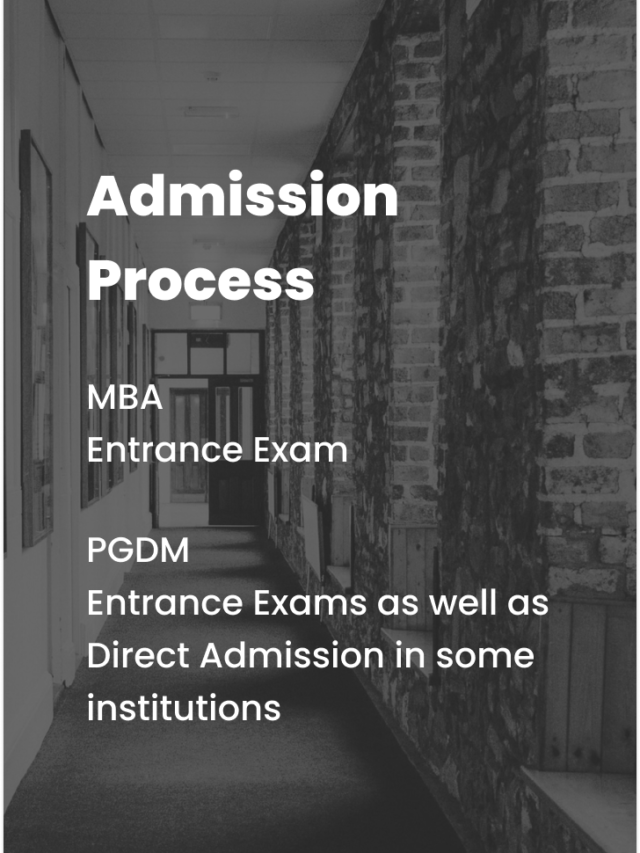 Admission
Process
MBA
Entrance Exam
PGDM
Entrance Exams as well as
Direct Admission in some
institutions